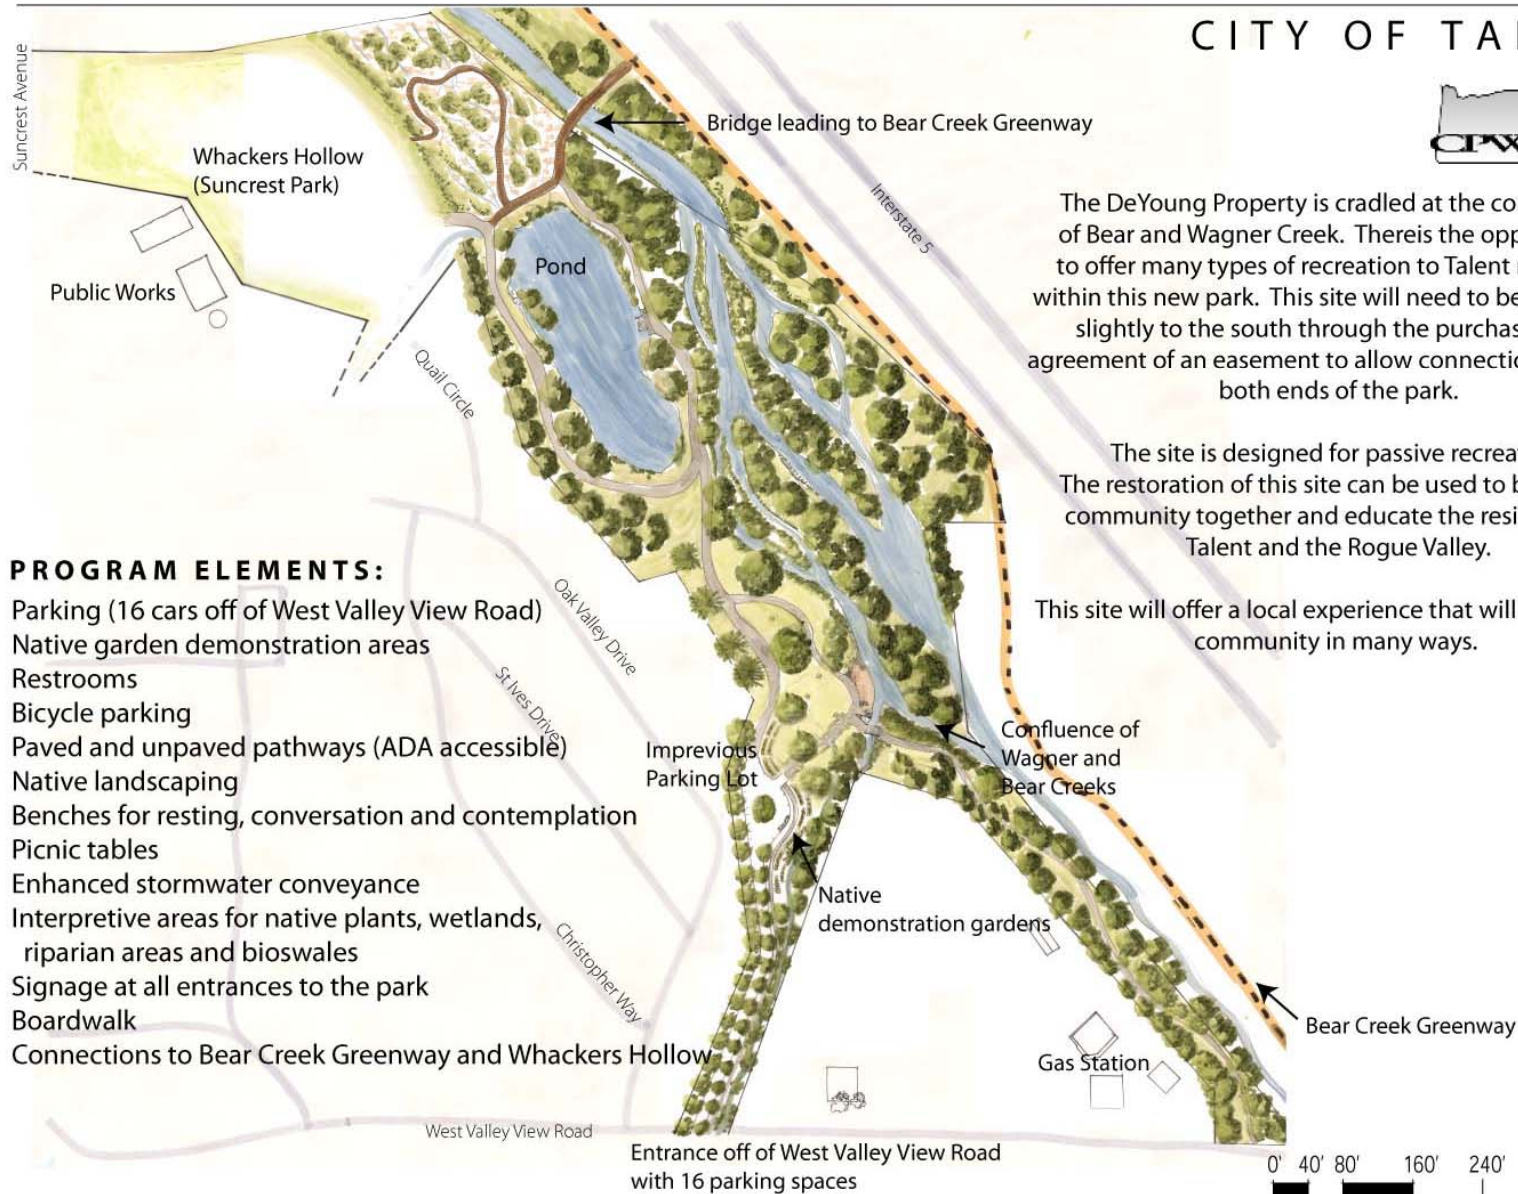 CITY OF TA
CPW
Suncrest Avenue
Whackers Hollow
(Suncrest Park)
Public Works
Pond
Bridge leading to Bear Creek Greenway
Interstate 5
Quail Circle
Oak Valley Drive
St Ives Drive
Christopher Way
West Valley View Road
The DeYoung Property is cradled at the co
of Bear and Wagner Creek. Thereis the opp
to offer many types of recreation to Talent
within this new park. This site will need to be
slightly to the south through the purchas
agreement of an easement to allow connectio
both ends of the park.
The site is designed for passive recrea
The restoration of this site can be used to b
community together and educate the resi
Talent and the Rogue Valley.
This site will offer a local experience that will
community in many ways.
PROGRAM ELEMENTS:
Parking (16 cars off of West Valley View Road)
Native garden demonstration areas
Restrooms
Bicycle parking
Paved and unpaved pathways (ADA accessible)
Native landscaping
Benches for resting, conversation and contemplation
Picnic tables
Enhanced stormwater conveyance
Interpretive areas for native plants, wetlands,
riparian areas and bioswales
Signage at all entrances to the park
Boardwalk
Connections to Bear Creek Greenway and Whackers Hollow
Imprevious
Parking Lot
Confluence of
Wagner and
Bear Creeks
Native
demonstration gardens
Gas Station
Bear Creek Greenway
Entrance off of West Valley View Road
with 16 parking spaces
0' 40' 80' 160' 240'